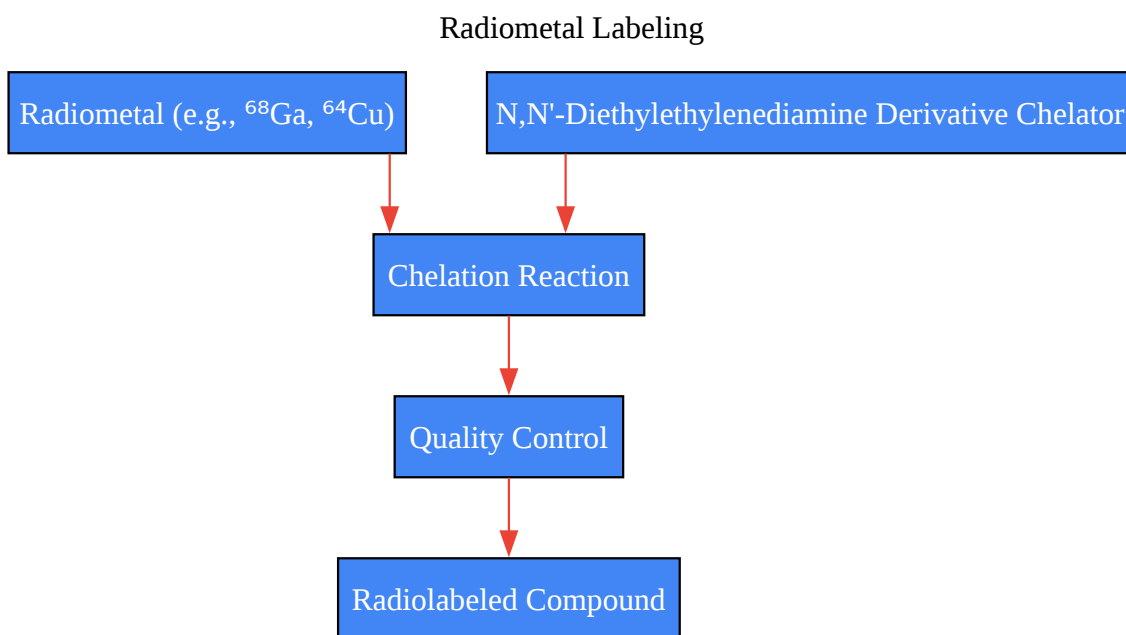 Radiometal Labeling
Radiometal (e.g., ⁶⁸Ga, ⁶⁴Cu)
N,N'-Diethylethylenediamine Derivative Chelator
Chelation Reaction
Quality Control
Radiolabeled Compound